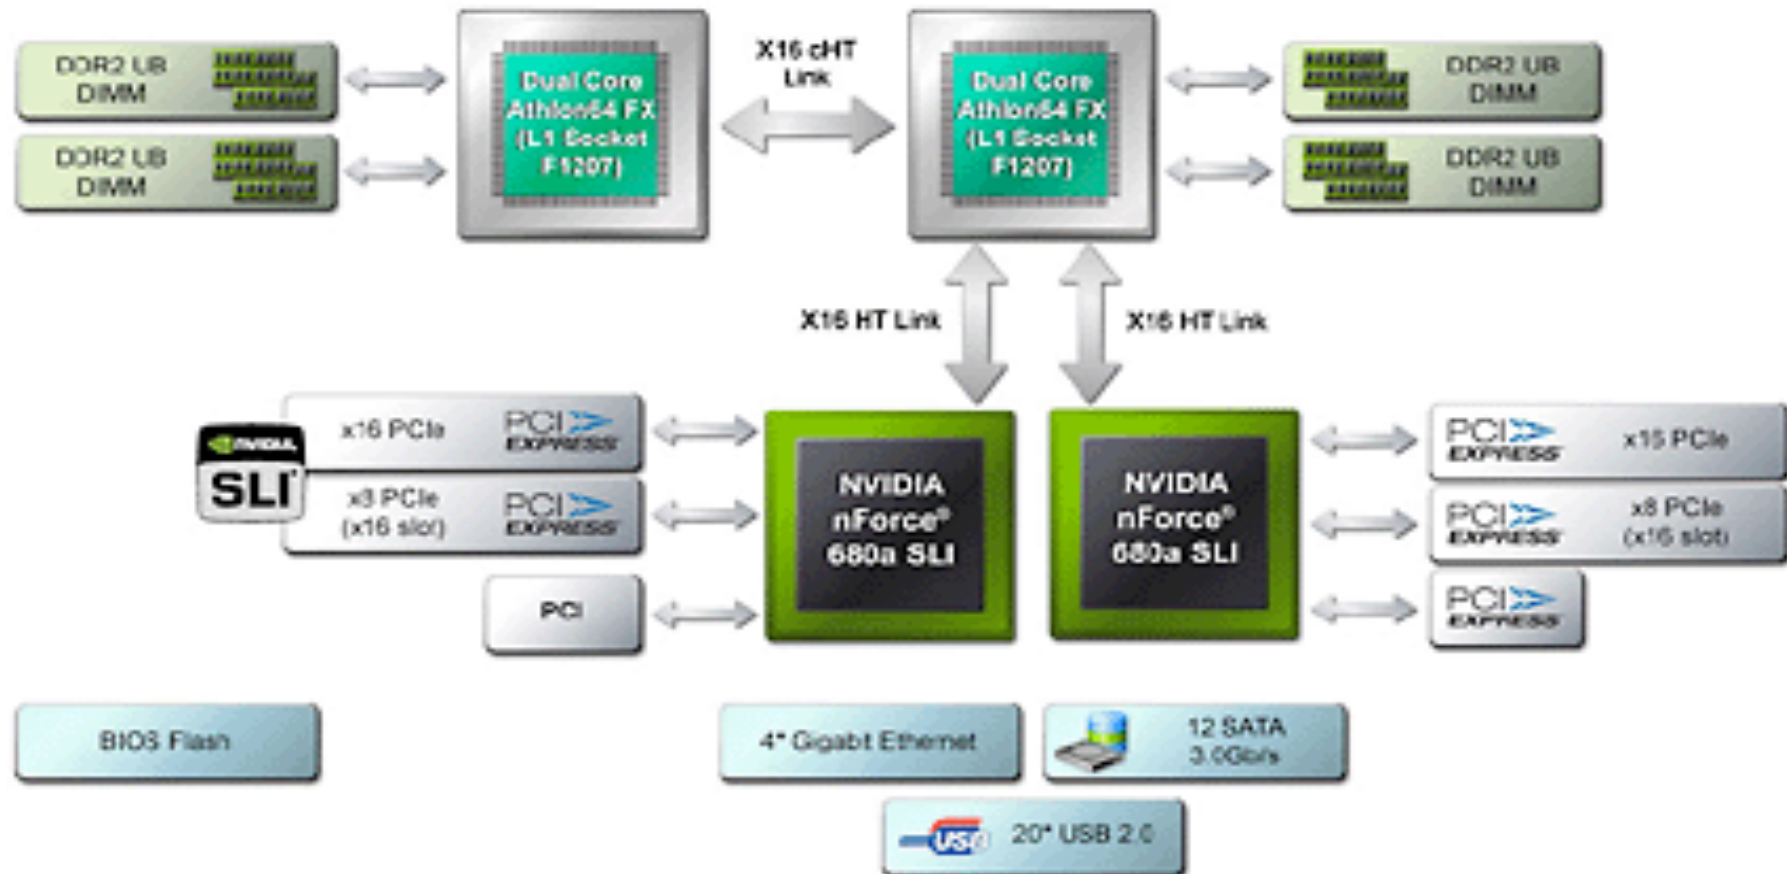 DDR2 UB
DIMM
DDR2 UB
DIMM
Dual Core
Athlon64 FX
(L1 Socket
F1207)
X16 cHT
Link
Dual Core
Athlon64 FX
(L1 Socket
F1207)
DDR2 UB
DIMM
DDR2 UB
DIMM
X16 HT Link
X16 HT Link
NVIDIA
SLI
x16 PCIe
PCI
EXPRESS
x8 PCIe
(x16 slot)
PCI
EXPRESS
PCI
NVIDIA
nForce®
680a SLI
NVIDIA
nForce®
680a SLI
PCI
EXPRESS
x16 PCIe
PCI
EXPRESS
x8 PCIe
(x16 slot)
PCI
EXPRESS
BIOS Flash
4* Gigabit Ethernet
12 SATA
3.0Gb/s
USB
20* USB 2.0